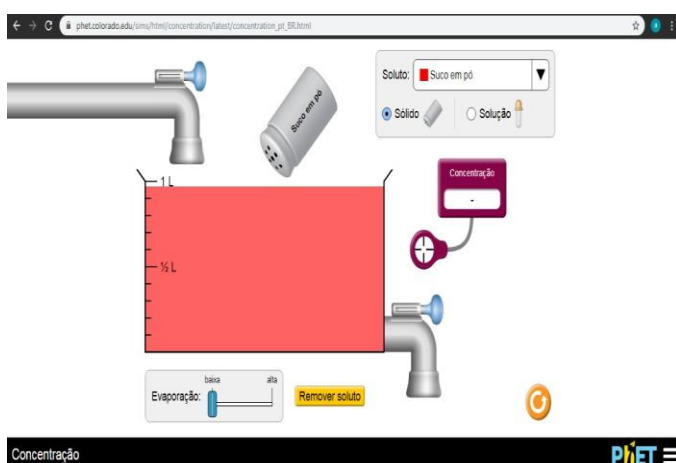 phet.colorado.edu/sims/html/concentration/latest/concentration_pt_BR.html
Soluto: Suco em pó
Sólido Solução
Suco em pó
Concentração
-
1 L
½ L
baixa alta
Evaporação:
Remover soluto
Concentração
PhET